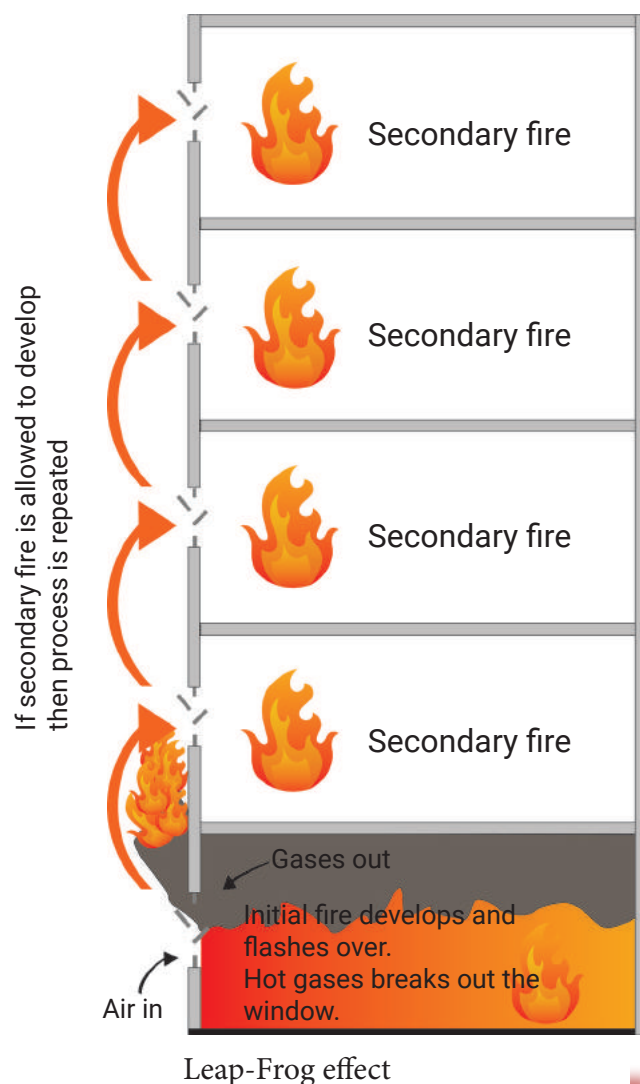 Secondary fire
Secondary fire
Secondary fire
Secondary fire
If secondary fire is allowed to develop
then process is repeated
Gases out
Initial fire develops and
flashes over.
Hot gases breaks out the
window.
Air in
Leap-Frog effect